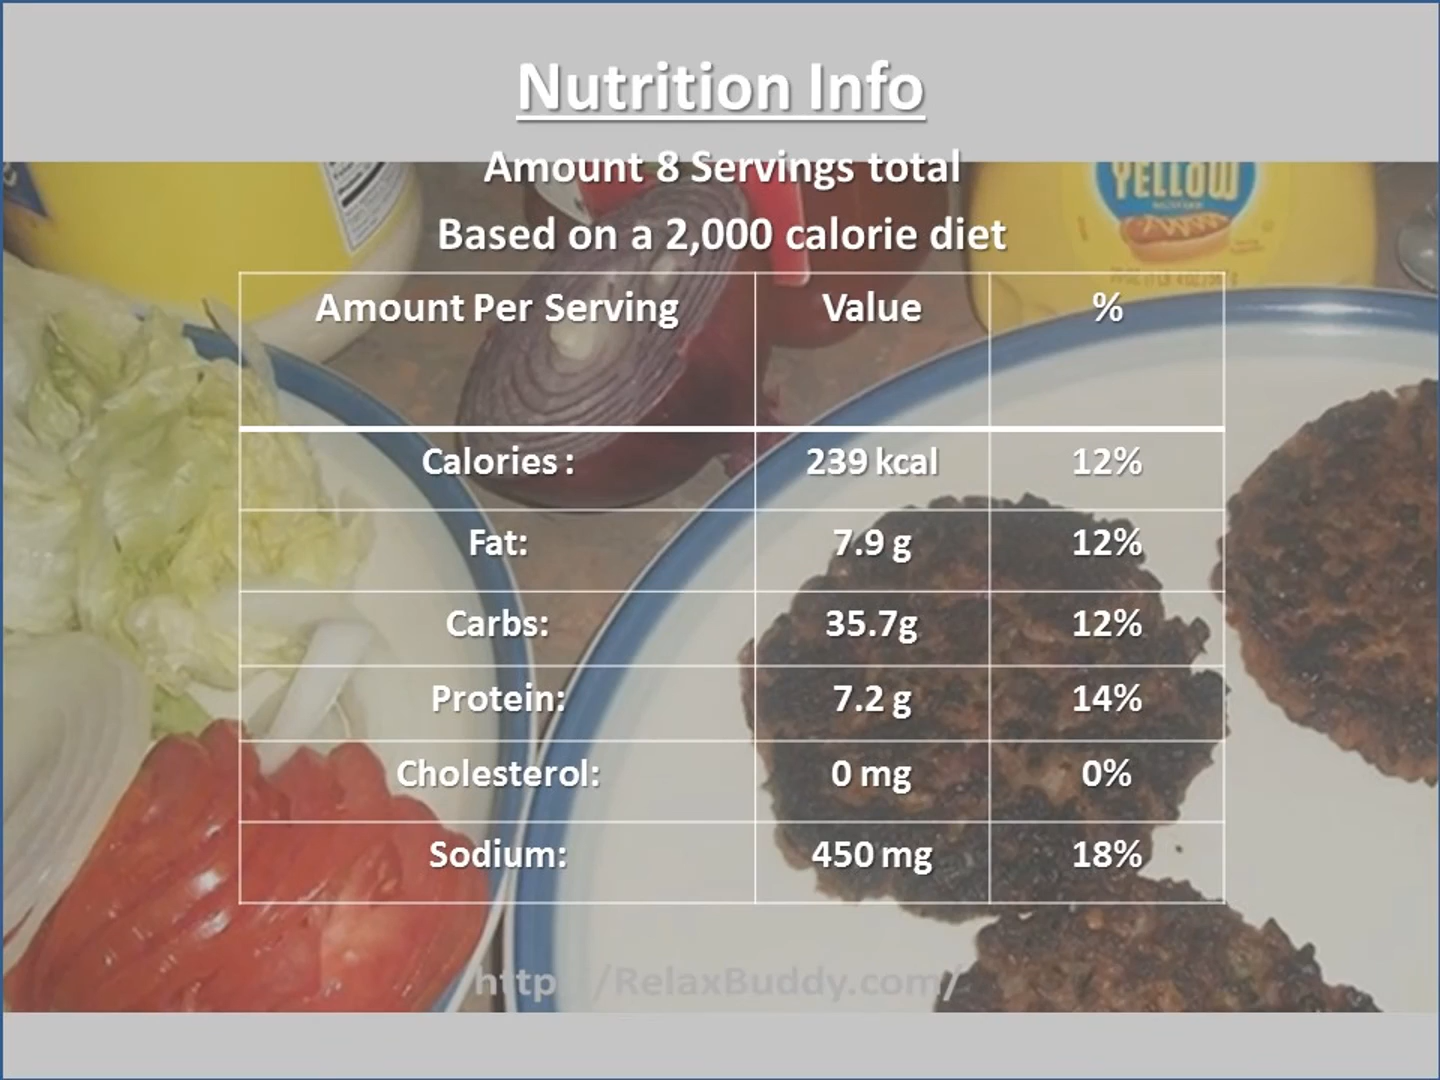 Nutrition Info
Amount 8 Servings total
Based on a 2,000 calorie diet
YELLOW
Amount Per Serving Value %
Calories : 239 kcal 12%
Fat: 7.9 g 12%
Carbs: 35.7g 12%
Protein: 7.2 g 14%
Cholesterol: 0 mg 0%
Sodium: 450 mg 18%
http //RelaxBuddy.com/